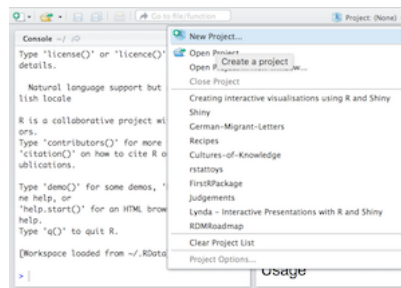 Go to file/function
Project: (None)
Console ~/
Type 'license()' or 'licence()'
details.
Natural language support but
lish locale
R is a collaborative project wi
ors.
Type 'contributors()' for more
'citation()' on how to cite R o
ublications.
Type 'demo()' for some demos, '
ne help, or
'help.start()' for an HTML brow
help.
Type 'q()' to quit R.
[Workspace loaded from ~/.RData
>
New Project...
Open Project
Create a project
Close Project
Creating interactive visualisations using R and Shiny
Shiny
German-Migrant-Letters
Recipes
Cultures-of-Knowledge
rstattoys
FirstRPackage
Judgements
Lynda - Interactive Presentations with R and Shiny
RDMRoadmap
Clear Project List
Project Options...
Usage